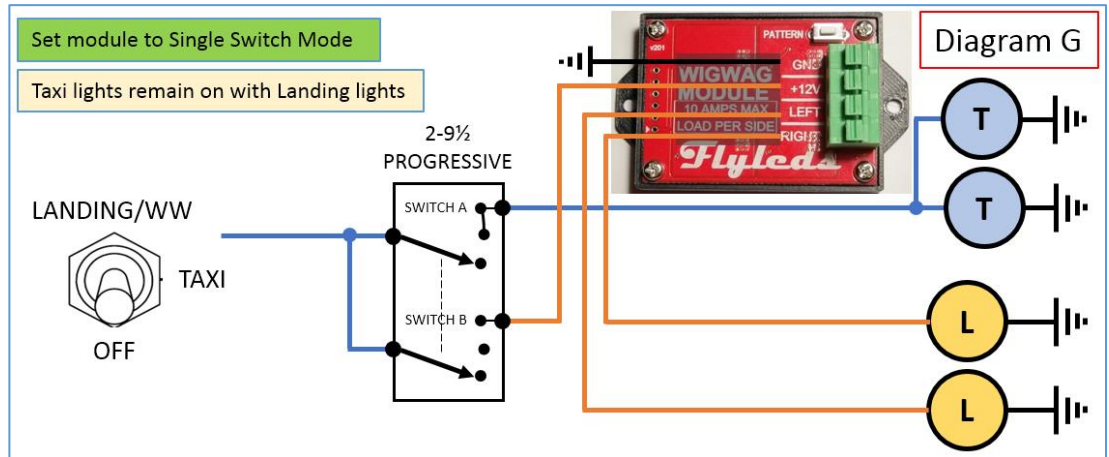 Set module to Single Switch Mode
Taxi lights remain on with Landing lights
Diagram G
PATTERN
v201
GND
WIGWAG
MODULE
+12V
10 AMPS MAX
LEFT
LOAD PER SIDE
RIGHT
Flyleds
2-9½
PROGRESSIVE
SWITCH A
SWITCH B
LANDING/WW
TAXI
OFF
T
T
L
L